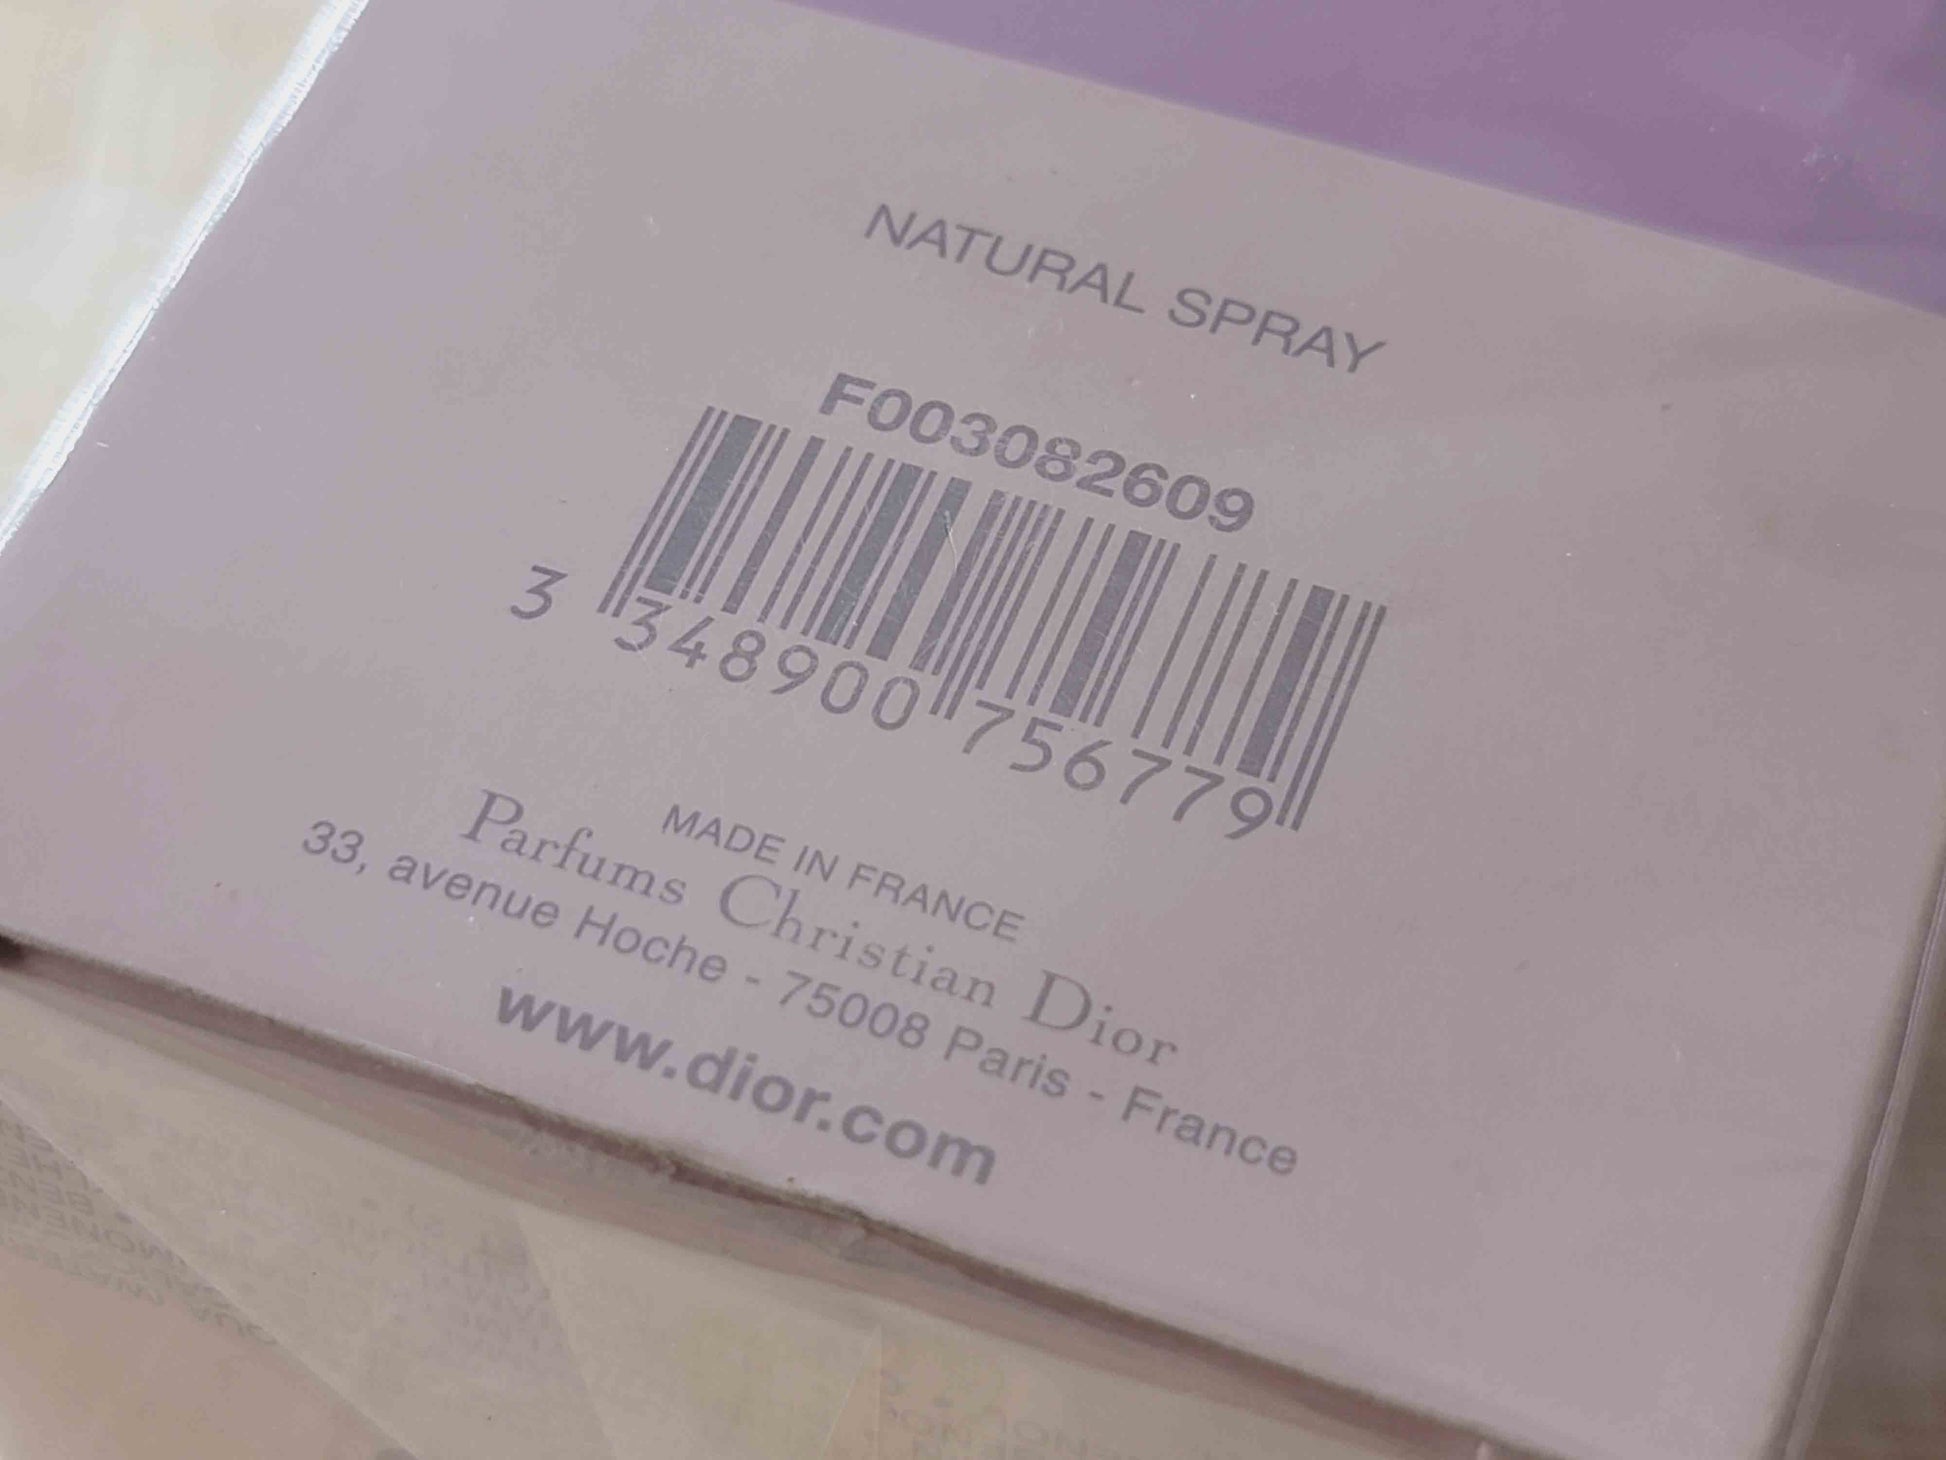 NATURAL SPRAY
F003082609
3 348900 756779
MADE IN FRANCE
Parfums Christian Dior
33, avenue Hoche - 75008 Paris - France
www.dior.com